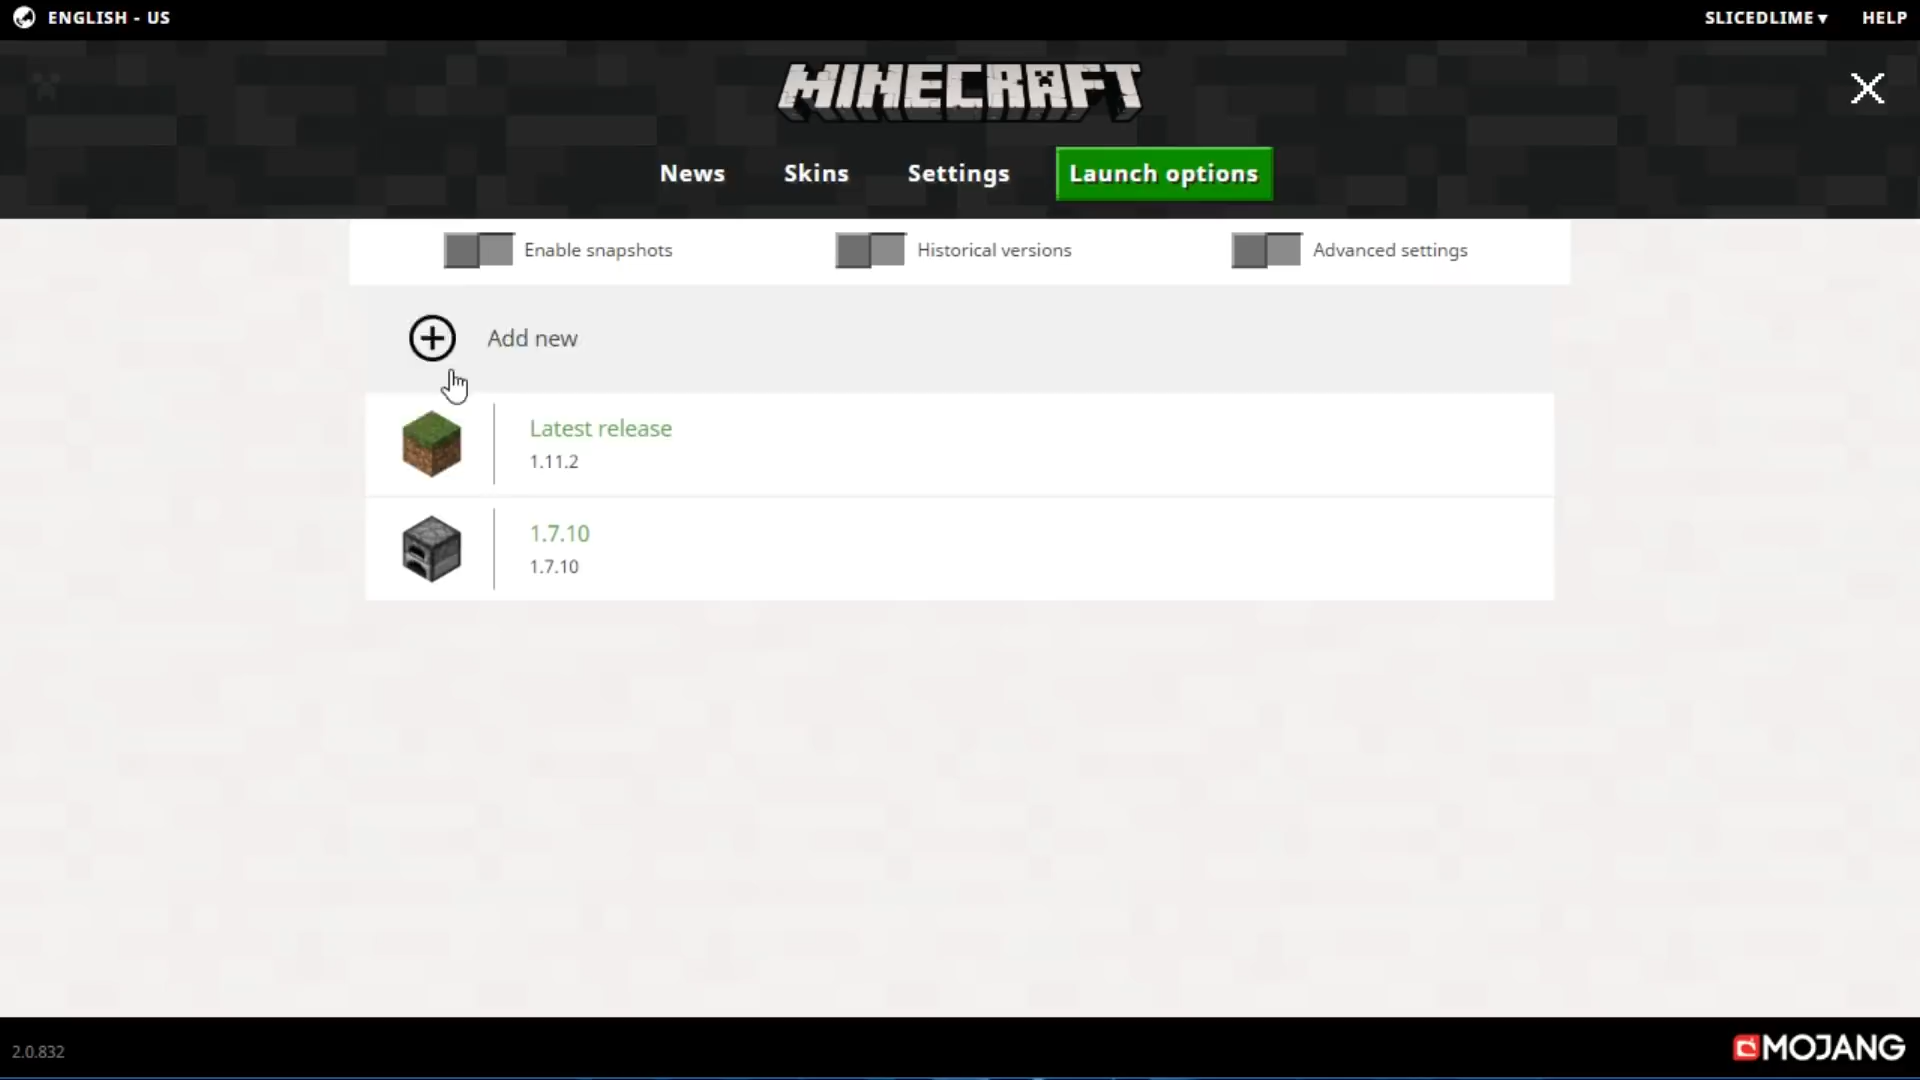 ENGLISH - US
SLICEDLIME▼ HELP
MINECRAFT
News Skins Settings Launch options
Enable snapshots Historical versions Advanced settings
Add new
Latest release
1.11.2
1.7.10
1.7.10
2.0.832
MOJANG